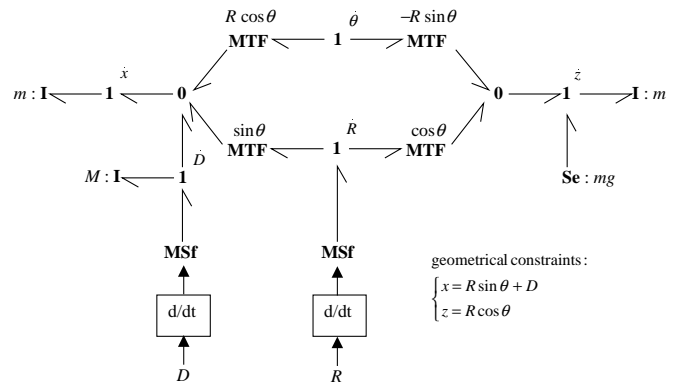 R cos θ
θ̇
−R sin θ
MTF
1
MTF
ẋ
ż
m : I
1
0
0
1
I : m
sin θ
Ṙ
cos θ
MTF
1
MTF
Ḋ
M : I
1
Se : mg
MSf
MSf
geometrical constraints :
x = R sin θ + D
z = R cos θ
d/dt
d/dt
D
R